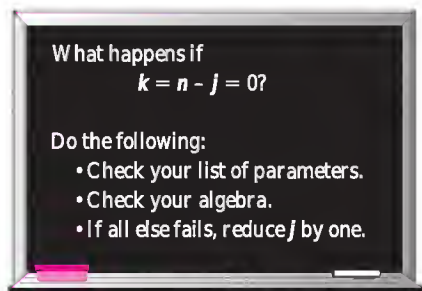 What happens if
k = n – j = 0?
Do the following:
• Check your list of parameters.
• Check your algebra.
• If all else fails, reduce j by one.